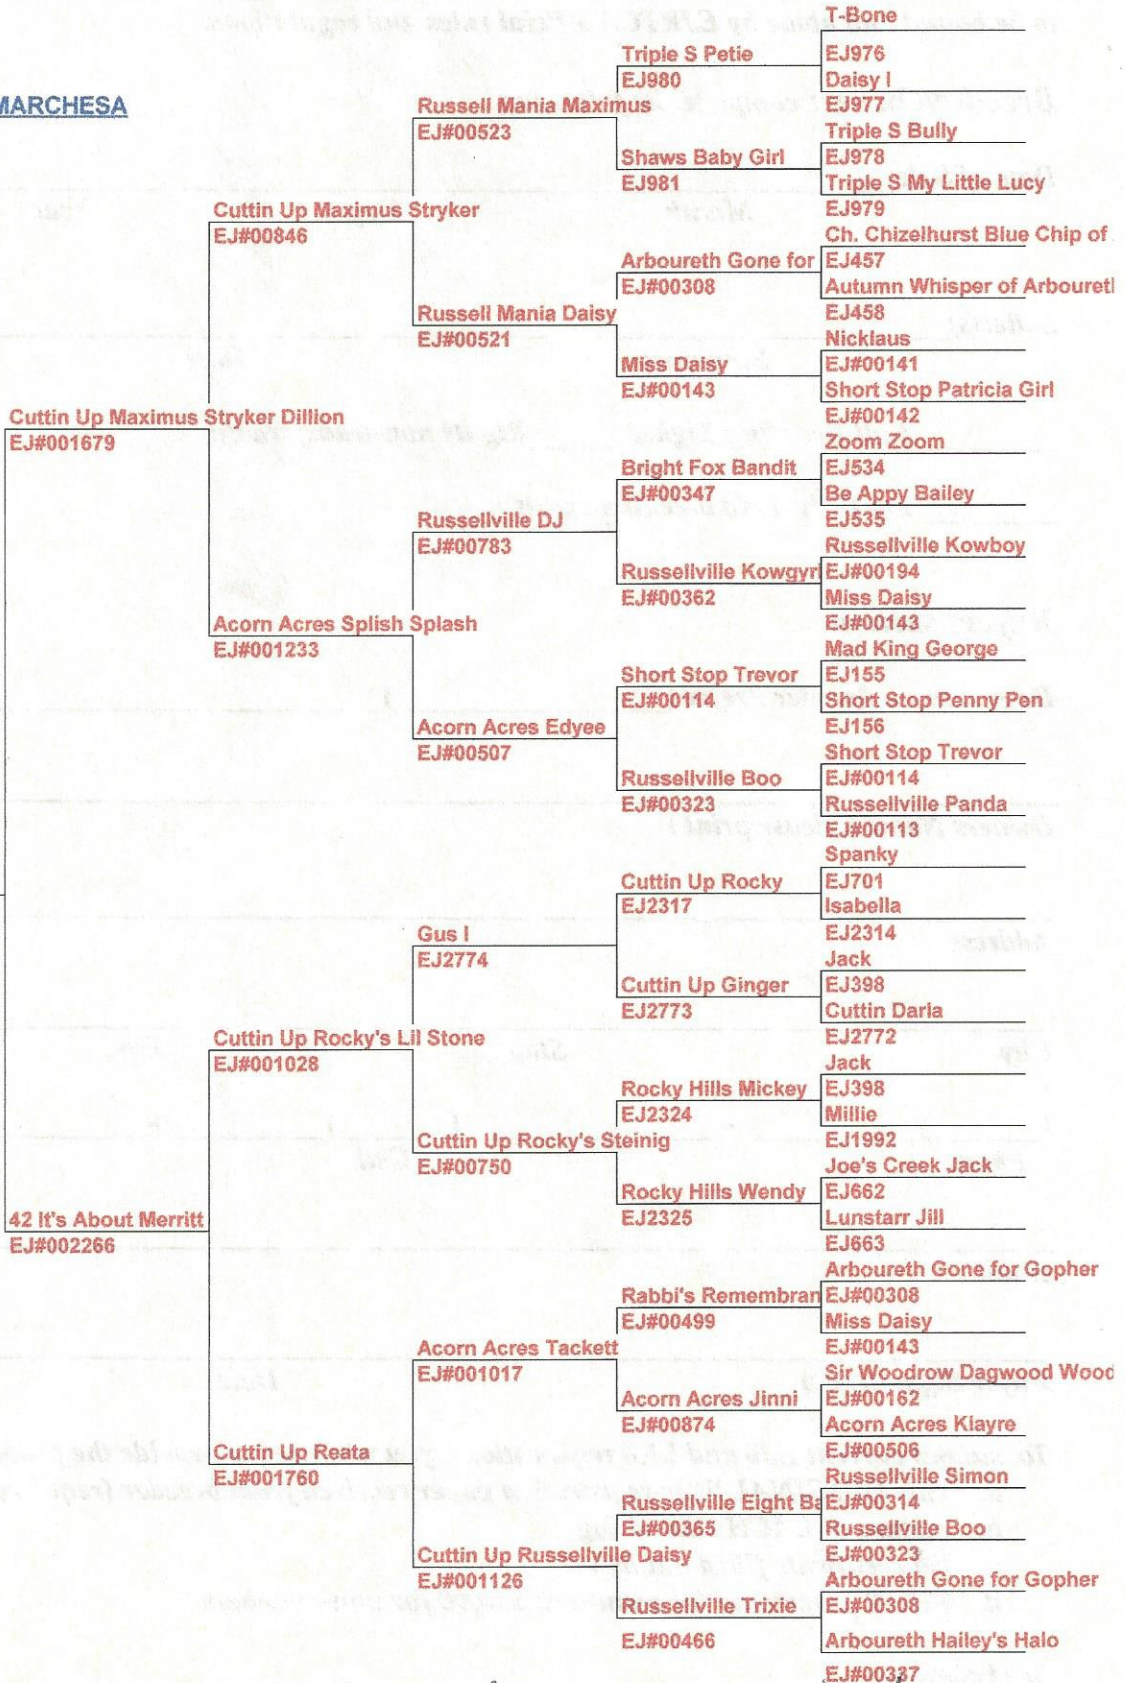 MARCHESA
Cuttin Up Maximus Stryker Dillion
EJ#001679
42 It's About Merritt
EJ#002266
Cuttin Up Maximus Stryker
EJ#00846
Acorn Acres Splish Splash
EJ#001233
Cuttin Up Rocky's Lil Stone
EJ#001028
Cuttin Up Reata
EJ#001760
Russell Mania Maximus
EJ#00523
Russell Mania Daisy
EJ#00521
Russellville DJ
EJ#00783
Acorn Acres Edyee
EJ#00507
Gus I
EJ2774
Cuttin Up Rocky's Steinig
EJ#00750
Acorn Acres Tackett
EJ#001017
Cuttin Up Russellville Daisy
EJ#001126
Triple S Petie
EJ980
Shaws Baby Girl
EJ981
Arboureth Gone for
EJ#00308
Miss Daisy
EJ#00143
Bright Fox Bandit
EJ#00347
Russellville Kowgyrl
EJ#00362
Short Stop Trevor
EJ#00114
Russellville Boo
EJ#00323
Cuttin Up Rocky
EJ2317
Cuttin Up Ginger
EJ2773
Rocky Hills Mickey
EJ2324
Rocky Hills Wendy
EJ2325
Rabbi's Remembran
EJ#00499
Acorn Acres Jinni
EJ#00874
Russellville Eight Ba
EJ#00365
Russellville Trixie
EJ#00466
T-Bone
EJ976
Daisy I
EJ977
Triple S Bully
EJ978
Triple S My Little Lucy
EJ979
Ch. Chizelhurst Blue Chip of
EJ457
Autumn Whisper of Arbouret
EJ458
Nicklaus
EJ#00141
Short Stop Patricia Girl
EJ#00142
Zoom Zoom
EJ534
Be Appy Bailey
EJ535
Russellville Kowboy
EJ#00194
Miss Daisy
EJ#00143
Mad King George
EJ155
Short Stop Penny Pen
EJ156
Short Stop Trevor
EJ#00114
Russellville Panda
EJ#00113
Spanky
EJ701
Isabella
EJ2314
Jack
EJ398
Cuttin Darla
EJ2772
Jack
EJ398
Millie
EJ1992
Joe's Creek Jack
EJ662
Lunstarr Jill
EJ663
Arboureth Gone for Gopher
EJ#00308
Miss Daisy
EJ#00143
Sir Woodrow Dagwood Wood
EJ#00162
Acorn Acres Klayre
EJ#00506
Russellville Simon
EJ#00314
Russellville Boo
EJ#00323
Arboureth Gone for Gopher
EJ#00308
Arboureth Hailey's Halo
EJ#00337